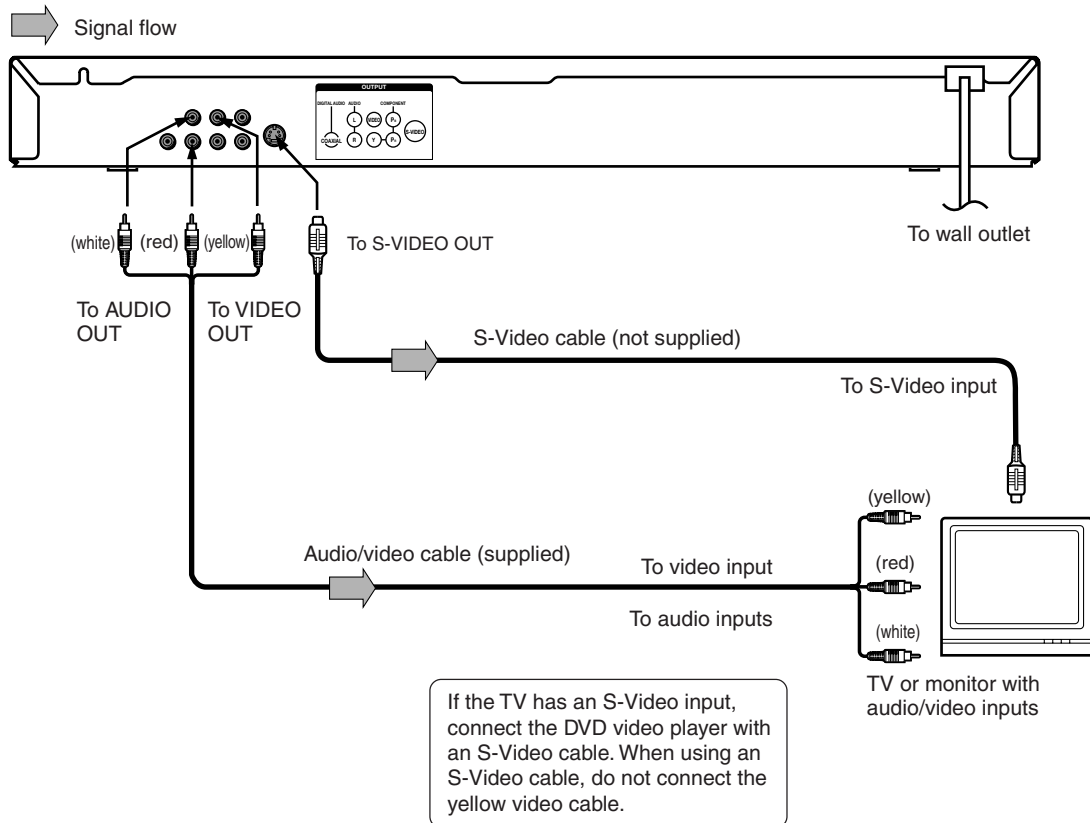 Signal flow
OUTPUT
DIGITAL AUDIO AUDIO COMPONENT
L VIDEO
COAXIAL R Y S-VIDEO
To wall outlet
(white) (red) (yellow)
To S-VIDEO OUT
To AUDIO
OUT
To VIDEO
OUT
S-Video cable (not supplied)
To S-Video input
(yellow)
Audio/video cable (supplied)
To video input
(red)
To audio inputs
(white)
TV or monitor with
audio/video inputs
If the TV has an S-Video input,
connect the DVD video player with
an S-Video cable. When using an
S-Video cable, do not connect the
yellow video cable.